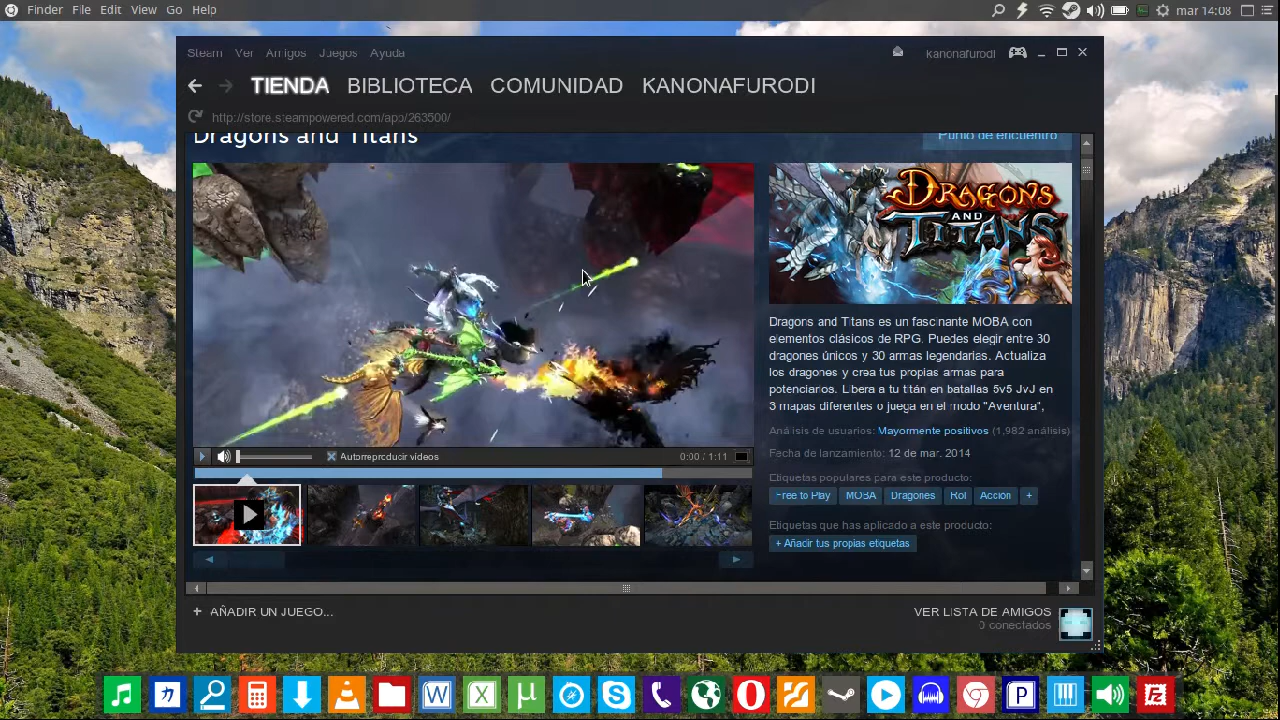 Finder File Edit View Go Help
mar 14:08
Steam Ver Amigos Juegos Ayuda
kanonafurodi
TIENDA BIBLIOTECA COMUNIDAD KANONAFURODI
http://store.steampowered.com/app/263500/
Dragons and Titans
Punto de encuentro
DRAGONS
AND
TITANS
Dragons and Titans es un fascinante MOBA con
elementos clásicos de RPG. Puedes elegir entre 30
dragones únicos y 30 armas legendarias. Actualiza
los dragones y crea tus propias armas para
potenciarlos. Libera a tu titán en batallas 5v5 JvJ en
3 mapas diferentes o juega en el modo "Aventura",
Análisis de usuarios: Mayormente positivos (1,982 análisis)
Fecha de lanzamiento: 12 de mar, 2014
Etiquetas populares para este producto:
Free to Play MOBA Dragones Rol Acción +
Etiquetas que has aplicado a este producto:
+ Añadir tus propias etiquetas
Autorreproducir vídeos
0:00 / 1:11
+ AÑADIR UN JUEGO...
VER LISTA DE AMIGOS
0 conectados